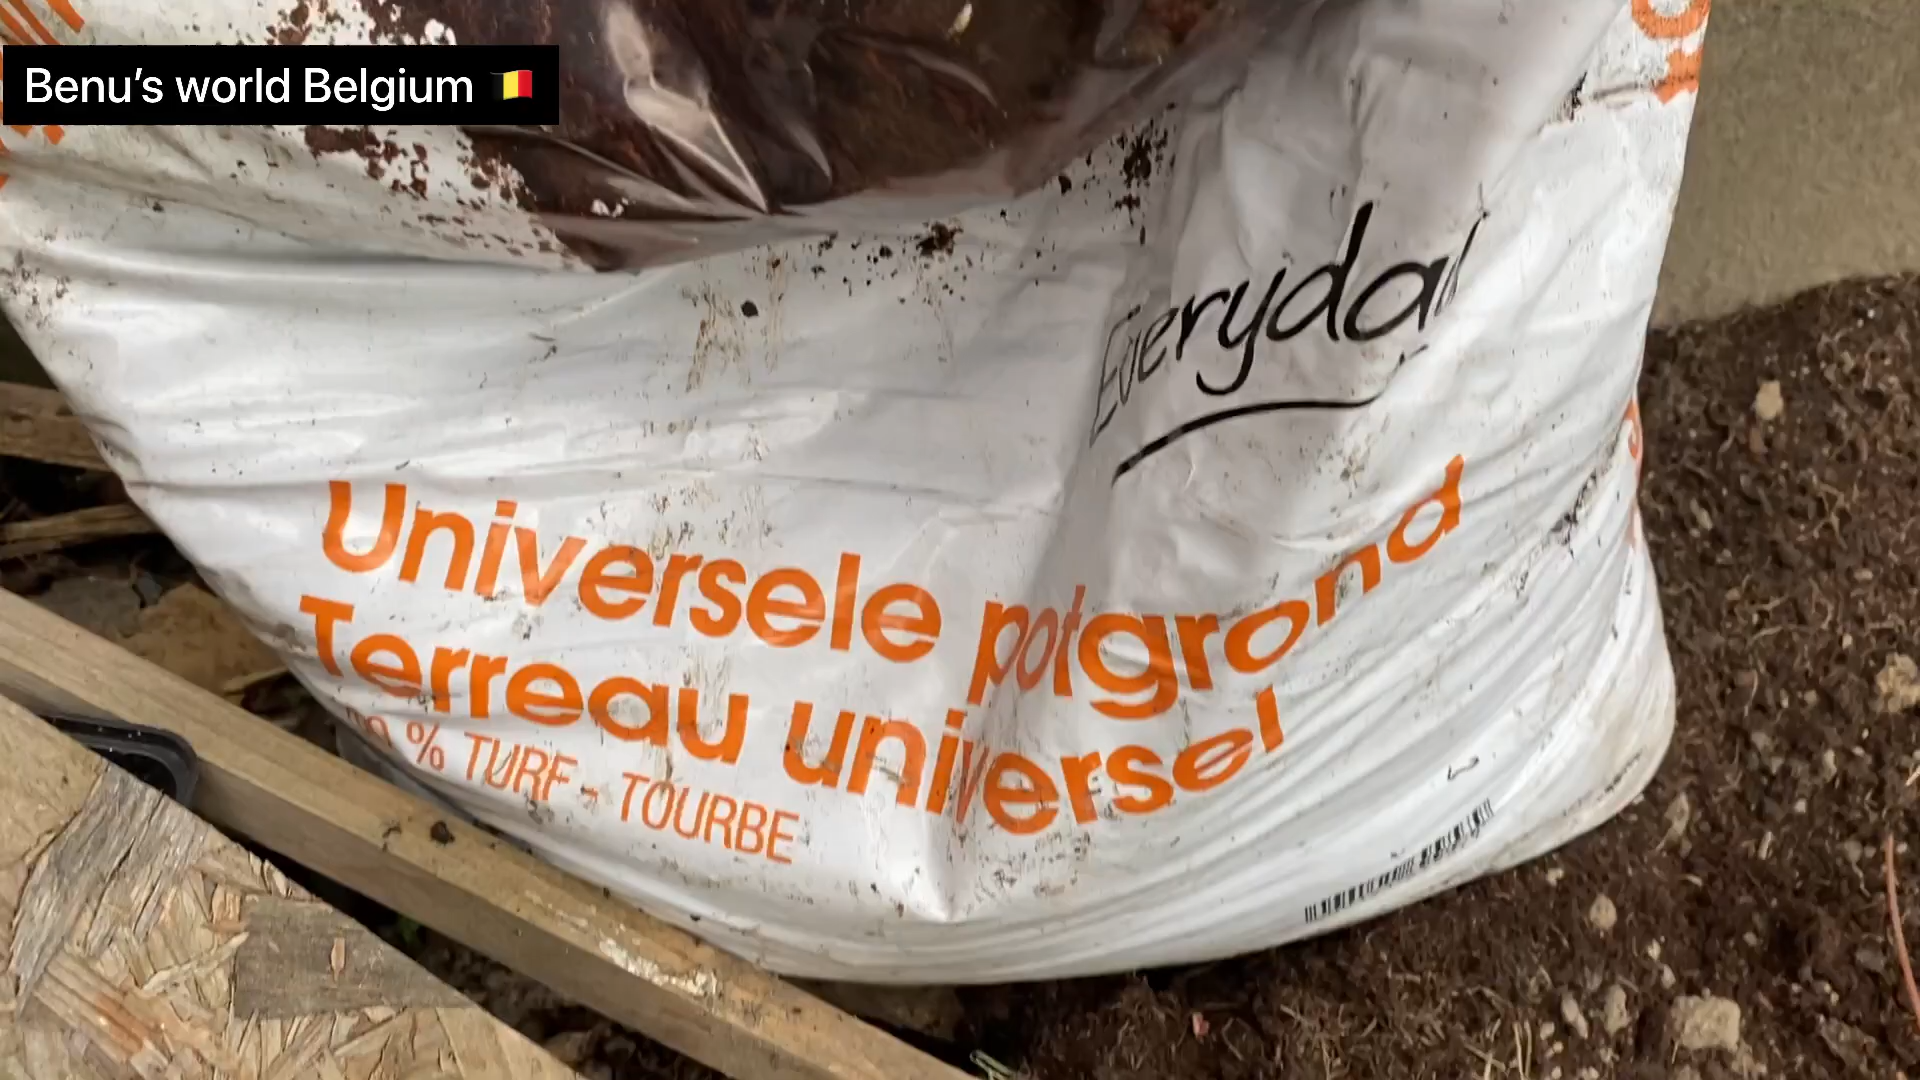 Benu’s world Belgium 🇧🇪
Everyday
Universele potgrond
Terreau universel
% TURF - TOURBE